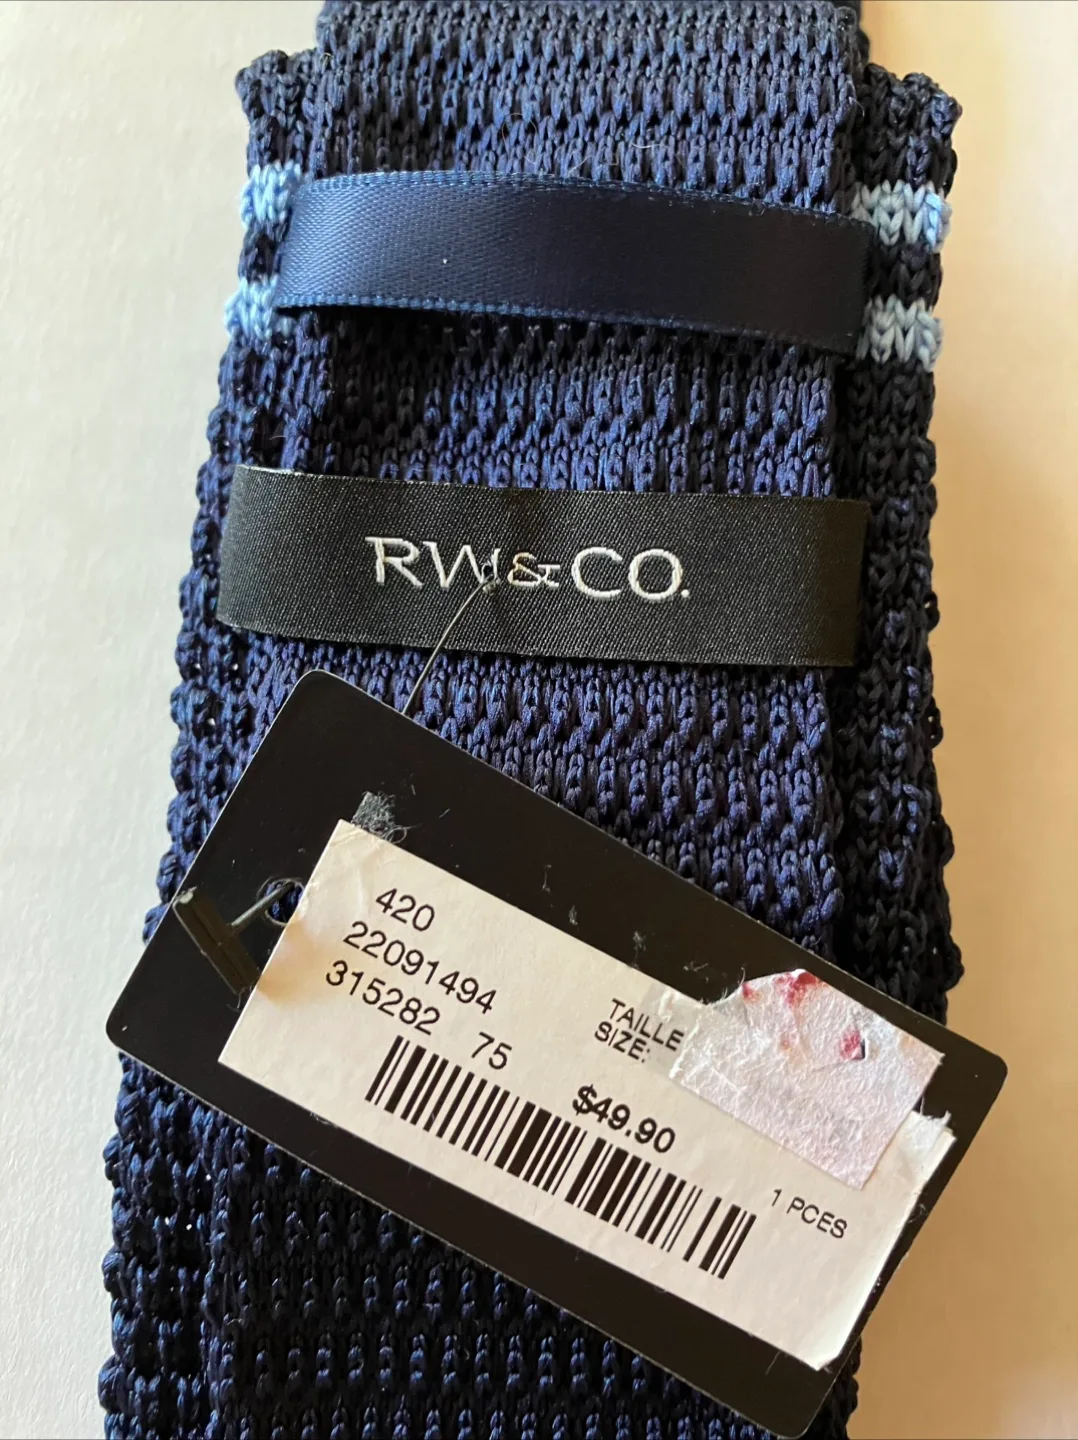 RW&CO.
420
22091494
315282 75
TAILLE
SIZE:
$49.90
1 PCES